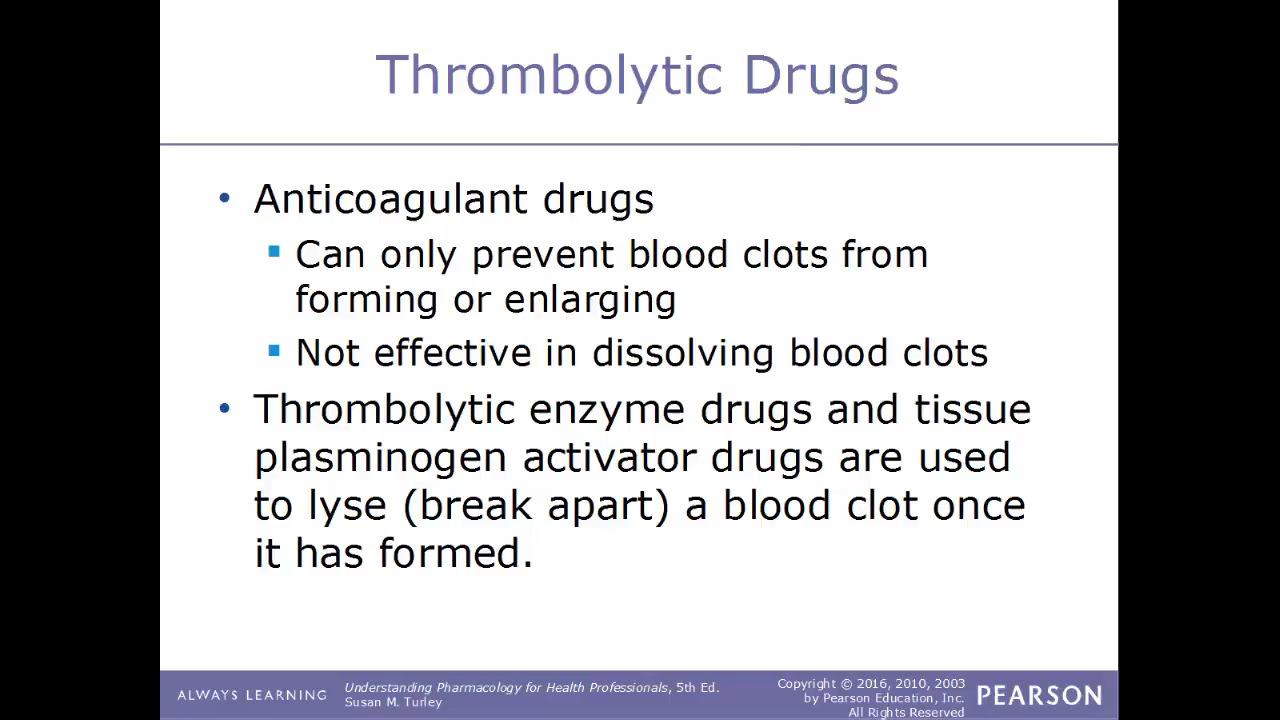 Thrombolytic Drugs
• Anticoagulant drugs
▪ Can only prevent blood clots from
forming or enlarging
▪ Not effective in dissolving blood clots
• Thrombolytic enzyme drugs and tissue
plasminogen activator drugs are used
to lyse (break apart) a blood clot once
it has formed.
ALWAYS LEARNING
Understanding Pharmacology for Health Professionals, 5th Ed.
Susan M. Turley
Copyright © 2016, 2010, 2003
by Pearson Education, Inc.
All Rights Reserved
PEARSON